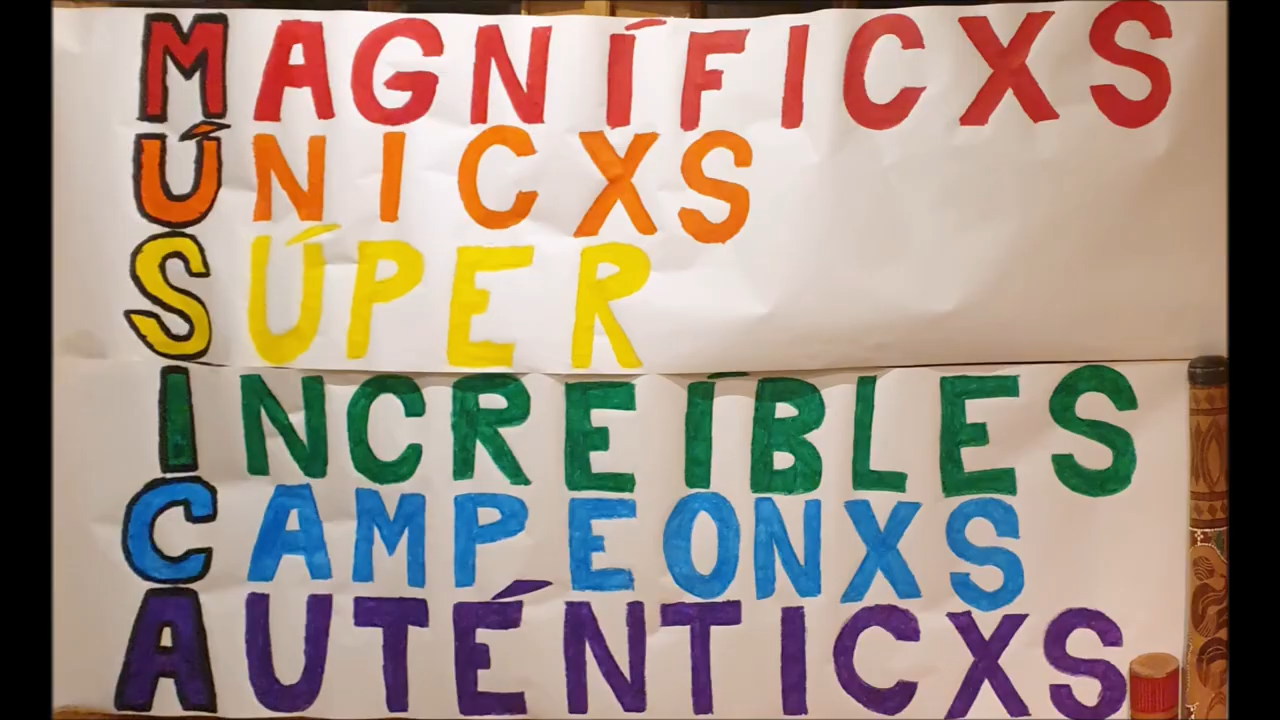 MAGNÍFICXS
ÚNICXS
SÚPER
INCREÍBLES
CAMPEONXS
AUTÉNTICXS